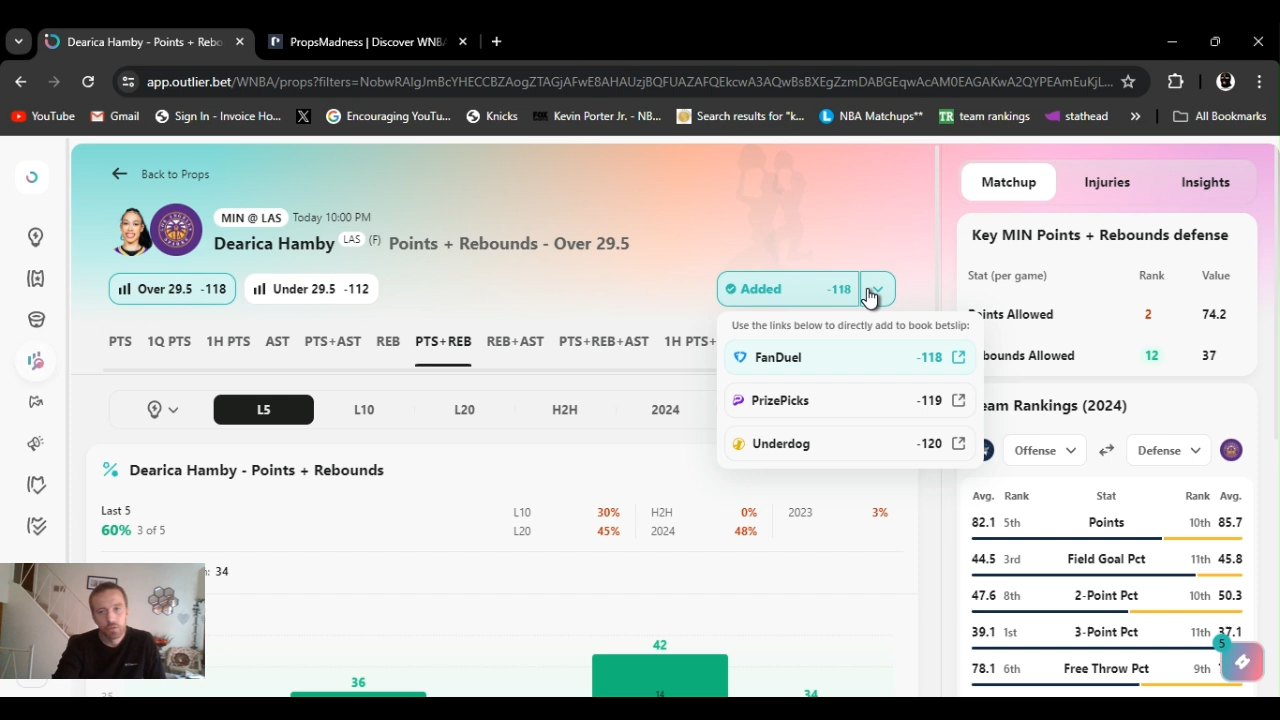 Dearica Hamby - Points + Rebo
PropsMadness | Discover WNB
app.outlier.bet/WNBA/props?filters=NobwRAlgJmBcYHECCBZAogZTAGjAFwE8AHAUzjBQFUAZAFQEkcwA3AQwBsBXEgZzmDABGEqwAcAM0EAGAKwA2QYPEAmEuKjL...
YouTube
Gmail
Sign In - Invoice Ho...
Encouraging YouTu...
Knicks
Kevin Porter Jr. - NB...
Search results for "k...
NBA Matchups**
TR team rankings
stathead
»
All Bookmarks
Back to Props
MIN @ LAS Today 10:00 PM
Dearica Hamby LAS (F) Points + Rebounds - Over 29.5
Over 29.5 -118
Under 29.5 -112
Added -118
Use the links below to directly add to book betslip:
FanDuel -118
PrizePicks -119
Underdog -120
PTS 1Q PTS 1H PTS AST PTS+AST REB PTS+REB REB+AST PTS+REB+AST 1H PTS+
L5 L10 L20 H2H 2024
Dearica Hamby - Points + Rebounds
Last 5
60% 3 of 5
L10 30% H2H 0% 2023 3%
L20 45% 2024 48%
: 34
36
42
14
34
Matchup Injuries Insights
Key MIN Points + Rebounds defense
Stat (per game) Rank Value
ints Allowed 2 74.2
bounds Allowed 12 37
eam Rankings (2024)
Offense
Defense
Avg. Rank Stat Rank Avg.
82.1 5th Points 10th 85.7
44.5 3rd Field Goal Pct 11th 45.8
47.6 8th 2-Point Pct 10th 50.3
39.1 1st 3-Point Pct 11th 37.1
78.1 6th Free Throw Pct 9th
5